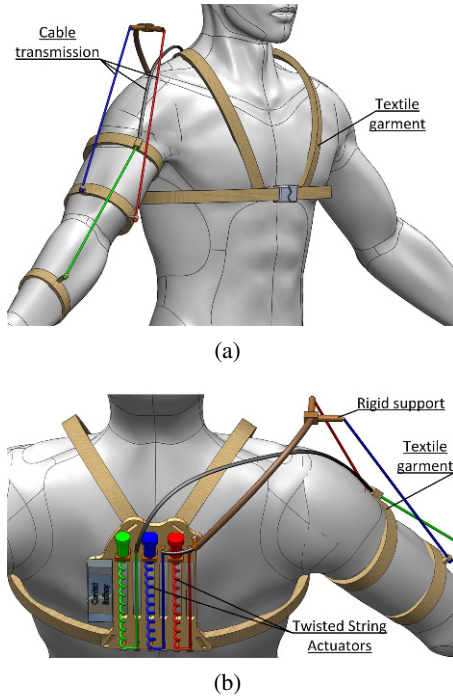 Cable
transmission
Textile
garment
(a)
Rigid support
Textile
garment
Twisted String
Actuators
(b)